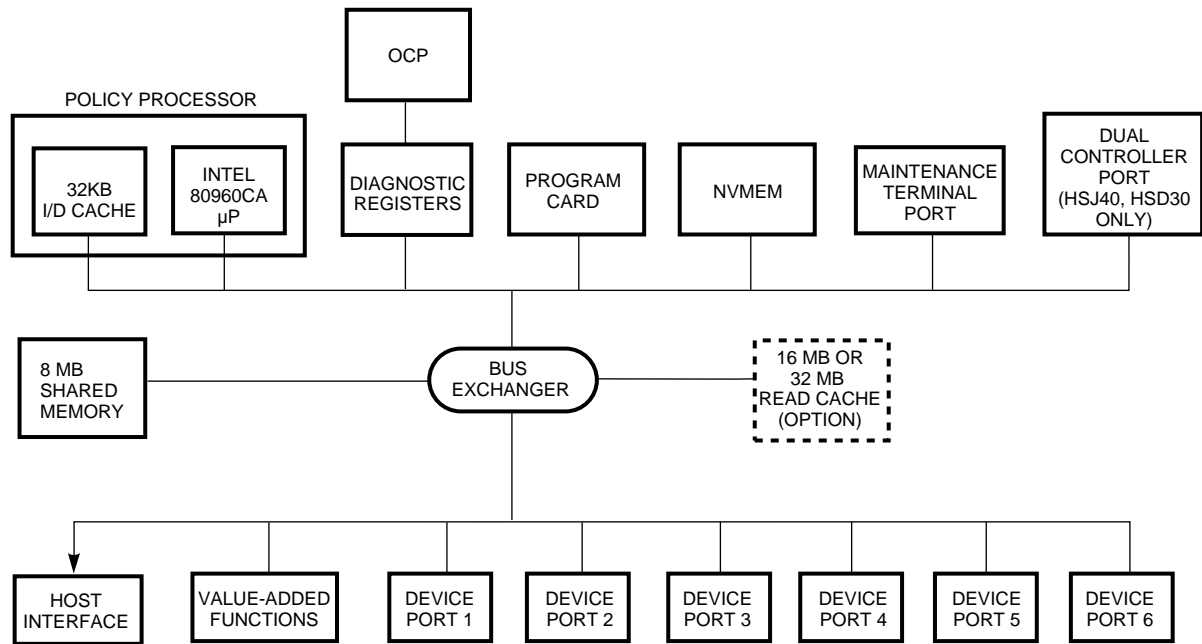 OCP
POLICY PROCESSOR
32KB
I/D CACHE
INTEL
80960CA
µP
DIAGNOSTIC
REGISTERS
PROGRAM
CARD
NVMEM
MAINTENANCE
TERMINAL
PORT
DUAL
CONTROLLER
PORT
(HSJ40, HSD30
ONLY)
8 MB
SHARED
MEMORY
BUS
EXCHANGER
16 MB OR
32 MB
READ CACHE
(OPTION)
HOST
INTERFACE
VALUE-ADDED
FUNCTIONS
DEVICE
PORT 1
DEVICE
PORT 2
DEVICE
PORT 3
DEVICE
PORT 4
DEVICE
PORT 5
DEVICE
PORT 6